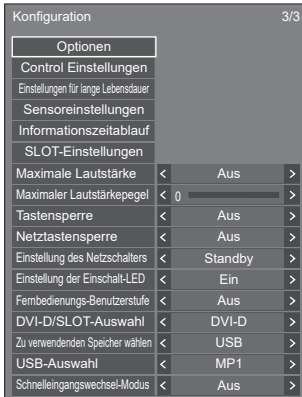 Konfiguration 3/3
Optionen
Control Einstellungen
Einstellungen für lange Lebensdauer
Sensoreinstellungen
Informationszeitablauf
SLOT-Einstellungen
Maximale Lautstärke < Aus >
Maximaler Lautstärkepegel < 0 >
Tastensperre < Aus >
Netztastensperre < Aus >
Einstellung des Netzschalters < Standby >
Einstellung der Einschalt-LED < Ein >
Fernbedienungs-Benutzerstufe < Aus >
DVI-D/SLOT-Auswahl < DVI-D >
Zu verwendenden Speicher wählen < USB >
USB-Auswahl < MP1 >
Schnelleingangswechsel-Modus < Aus >